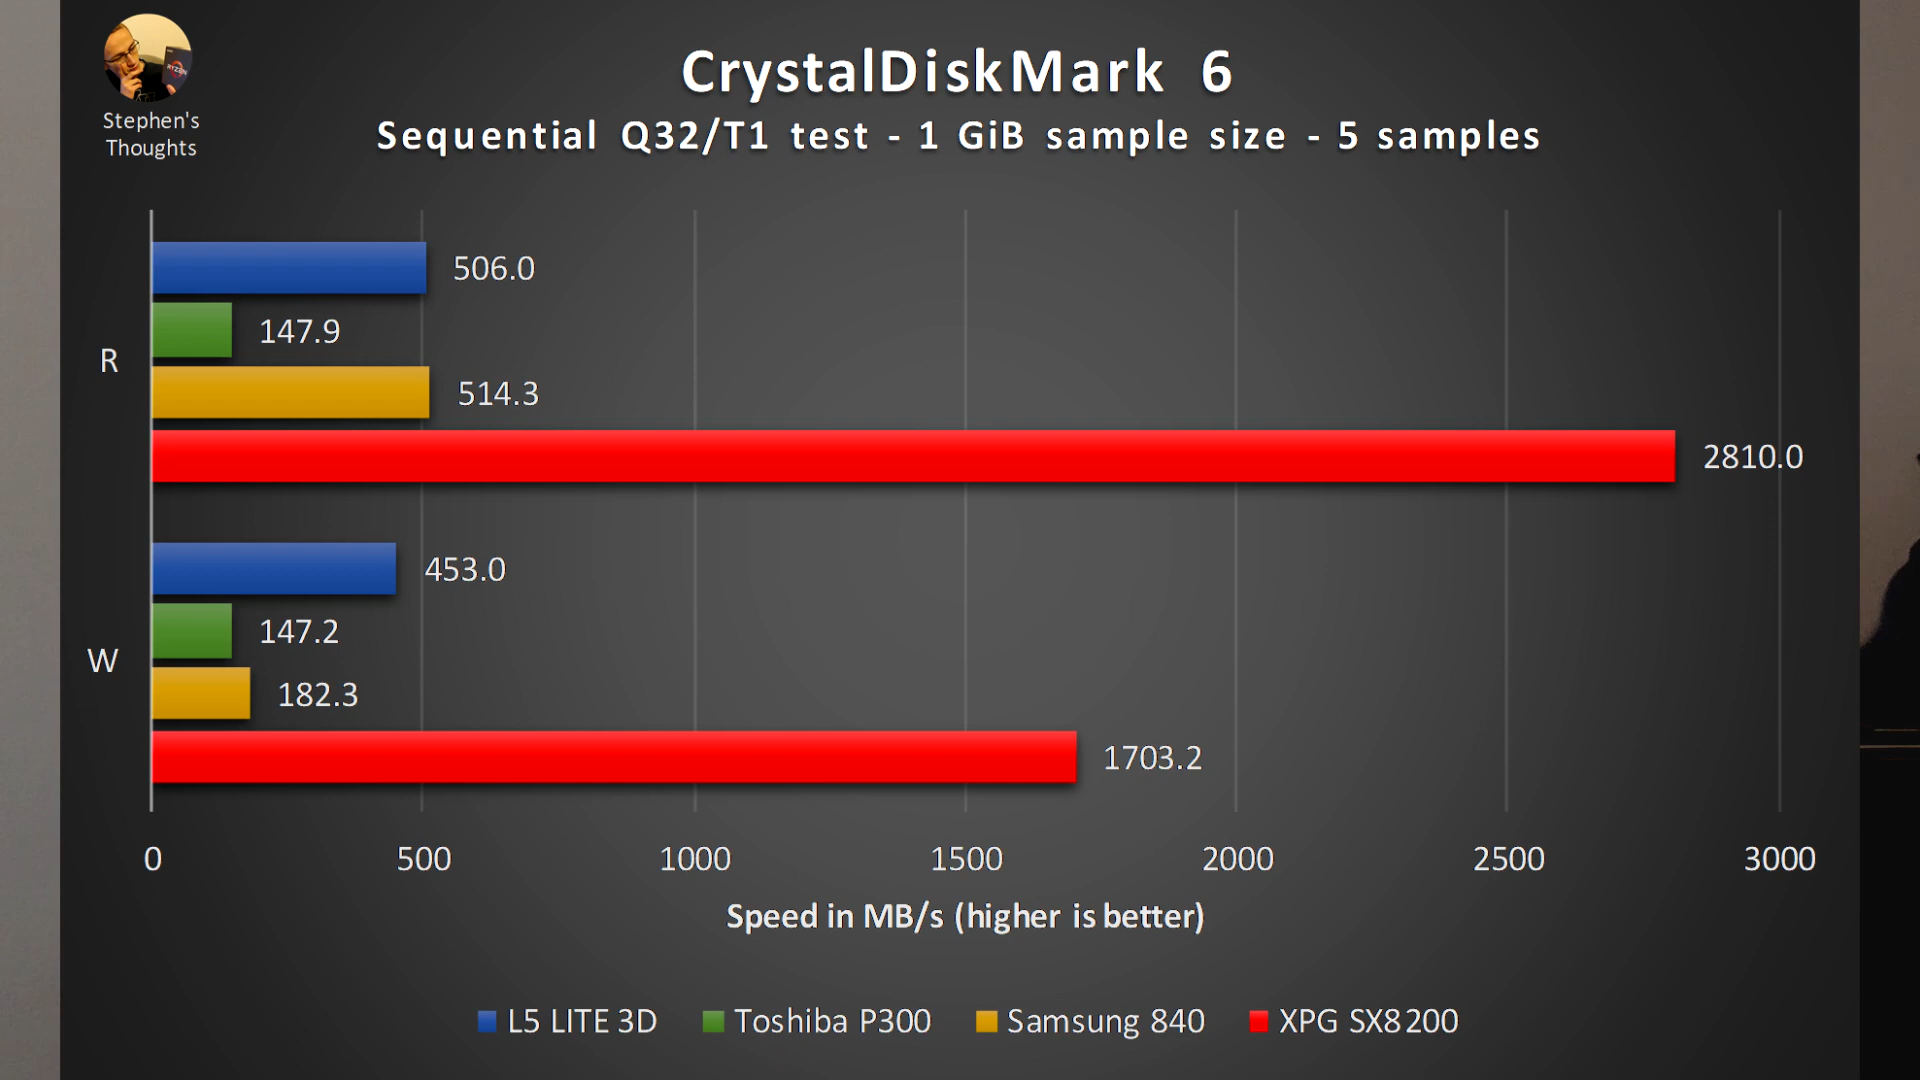 CrystalDiskMark 6
Sequential Q32/T1 test - 1 GiB sample size - 5 samples
RYZEN
Stephen's
Thoughts
R
506.0
147.9
514.3
2810.0
W
453.0
147.2
182.3
1703.2
0 500 1000 1500 2000 2500 3000
Speed in MB/s (higher is better)
L5 LITE 3D Toshiba P300 Samsung 840 XPG SX8200